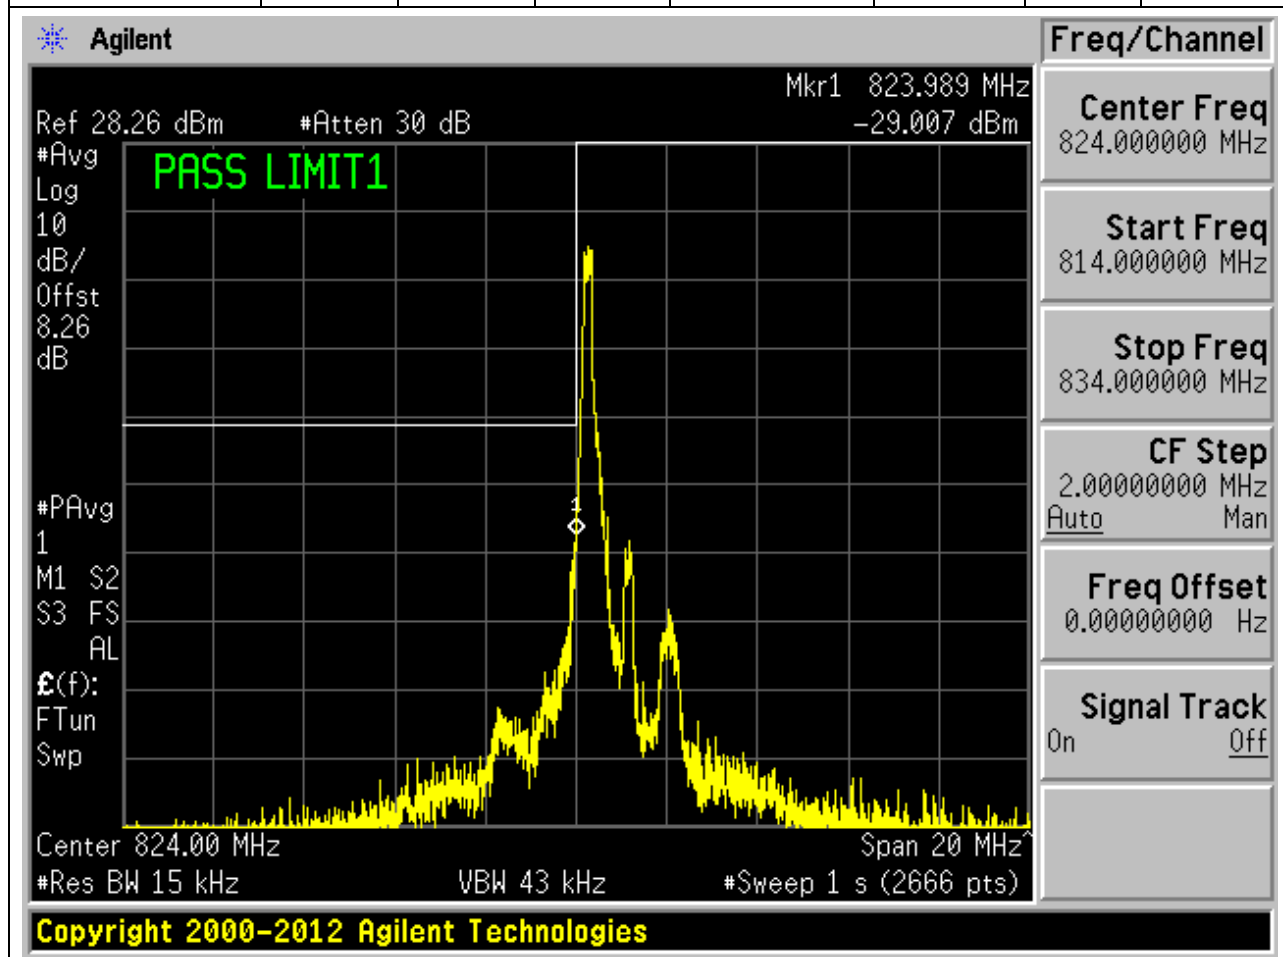 Agilent
Freq/Channel
Mkr1 823.989 MHz
Ref 28.26 dBm #Atten 30 dB -29.007 dBm
#Avg
Log
10
dB/
Offst
8.26
dB
PASS LIMIT1
1
#PAvg
1
M1 S2
S3 FS
AL
£(f):
FTun
Swp
Center 824.00 MHz Span 20 MHz^
#Res BW 15 kHz VBW 43 kHz #Sweep 1 s (2666 pts)
Center Freq
824.000000 MHz
Start Freq
814.000000 MHz
Stop Freq
834.000000 MHz
CF Step
2.00000000 MHz
Auto Man
Freq Offset
0.00000000 Hz
Signal Track
On Off
Copyright 2000-2012 Agilent Technologies